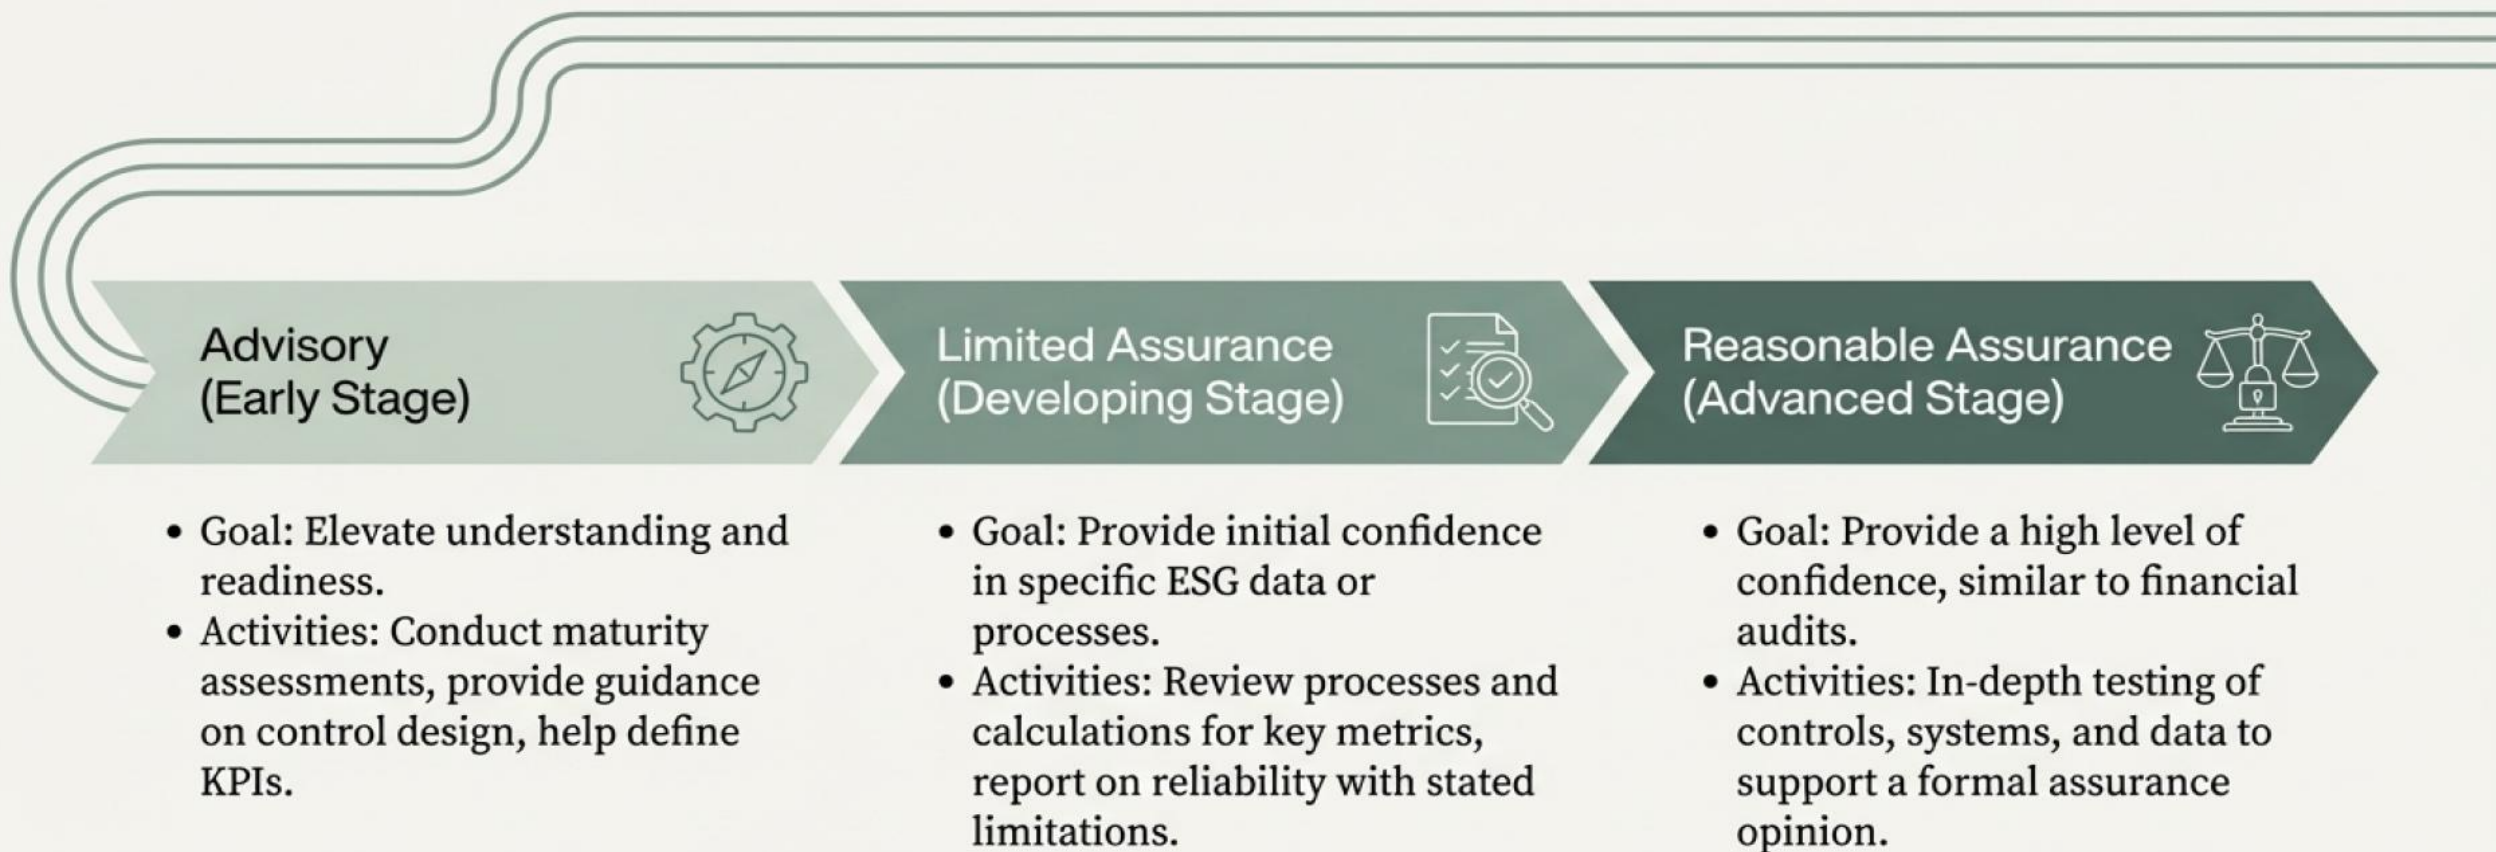 Advisory
(Early Stage)
• Goal: Elevate understanding and
readiness.
• Activities: Conduct maturity
assessments, provide guidance
on control design, help define
KPIs.
Limited Assurance
(Developing Stage)
• Goal: Provide initial confidence
in specific ESG data or
processes.
• Activities: Review processes and
calculations for key metrics,
report on reliability with stated
limitations.
Reasonable Assurance
(Advanced Stage)
• Goal: Provide a high level of
confidence, similar to financial
audits.
• Activities: In-depth testing of
controls, systems, and data to
support a formal assurance
opinion.